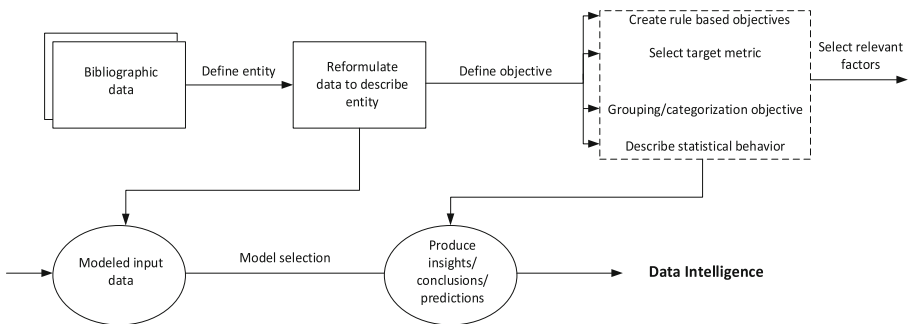 Bibliographic
data
Define entity
Reformulate
data to describe
entity
Define objective
Create rule based objectives
Select target metric
Grouping/categorization objective
Describe statistical behavior
Select relevant
factors
Modeled input
data
Model selection
Produce
insights/
conclusions/
predictions
Data Intelligence